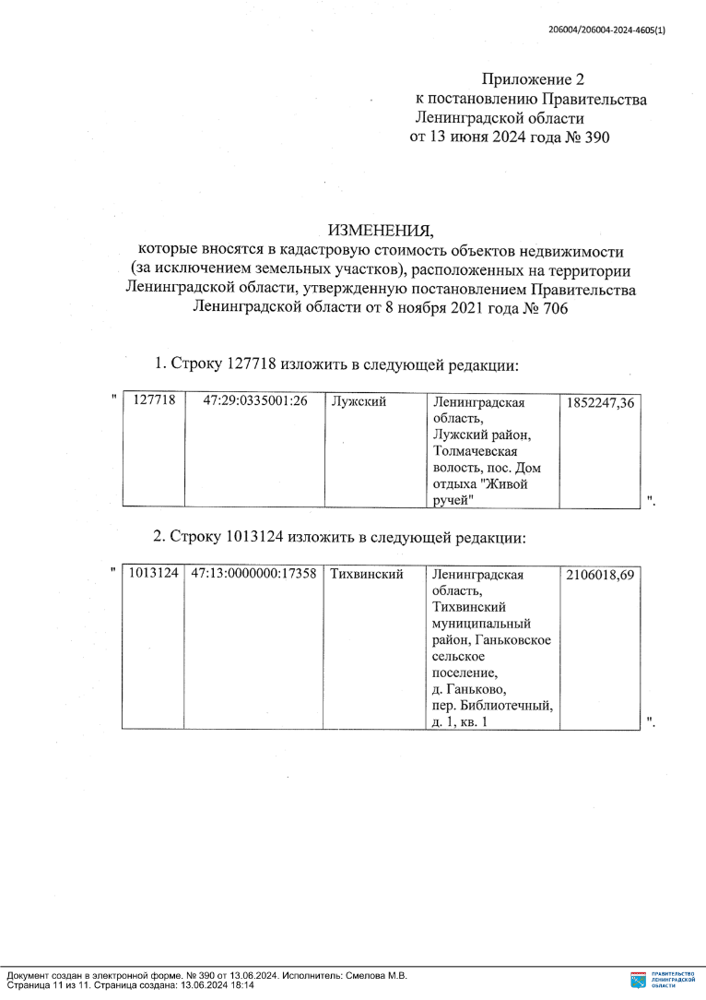 206004/206004-2024-4605(1)
Приложение 2
к постановлению Правительства
Ленинградской области
от 13 июня 2024 года № 390
ИЗМЕНЕНИЯ,
которые вносятся в кадастровую стоимость объектов недвижимости
(за исключением земельных участков), расположенных на территории
Ленинградской области, утвержденную постановлением Правительства
Ленинградской области от 8 ноября 2021 года № 706
1. Строку 127718 изложить в следующей редакции:
" 127718 47:29:0335001:26 Лужский Ленинградская 1852247,36
область,
Лужский район,
Толмачевская
волость, пос. Дом
отдыха "Живой
ручей" ".
2. Строку 1013124 изложить в следующей редакции:
" 1013124 47:13:0000000:17358 Тихвинский Ленинградская 2106018,69
область,
Тихвинский
муниципальный
район, Ганьковское
сельское
поселение,
д. Ганьково,
пер. Библиотечный,
д. 1, кв. 1 ".
Документ создан в электронной форме. № 390 от 13.06.2024. Исполнитель: Смелова М.В.
Страница 11 из 11. Страница создана: 13.06.2024 18:14
ПРАВИТЕЛЬСТВО
ЛЕНИНГРАДСКОЙ
ОБЛАСТИ